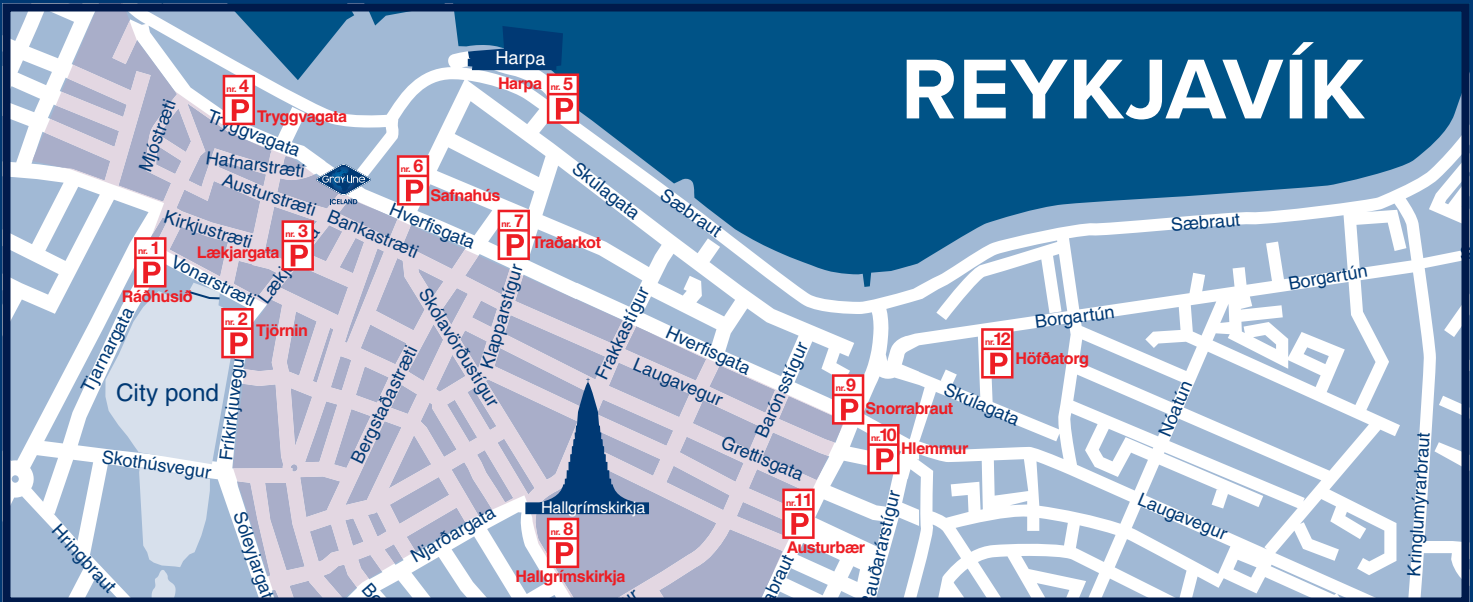 REYKJAVÍK
Harpa
Harpa
nr. 5
P
nr. 4
P
Tryggvagata
Mjóstræti
Tryggvagata
Hafnarstræti
Gray Line
ICELAND
Austurstræti
nr. 6
P
Safnahús
Skúlagata
Sæbraut
Sæbraut
Kirkjustræti
Bankastræti
Hverfisgata
nr. 7
P
Traðarkot
nr. 3
P
Lækjargata
nr. 1
P
Ráðhúsið
Vonarstræti
Lækj
Borgartún
Borgartún
nr. 2
P
Tjörnin
Klapparstígur
Skólavörðustígur
Frakkastígur
Hverfisgata
nr.12
P
Höfðatorg
Tjarnargata
City pond
Fríkirkjuvegur
Bergstaðastræti
Laugavegur
Barónsstígur
nr.9
P
Snorrabraut
Skúlagata
Nóatún
nr.10
P
Hlemmur
Grettisgata
Skothúsvegur
Kringlumýrarbraut
Hallgrímskirkja
nr. 8
P
Hallgrímskirkja
nr.11
P
Austurbær
Laugavegur
Njarðargata
Hringbraut
Sóleyjargat
abraut
auðarárstígur